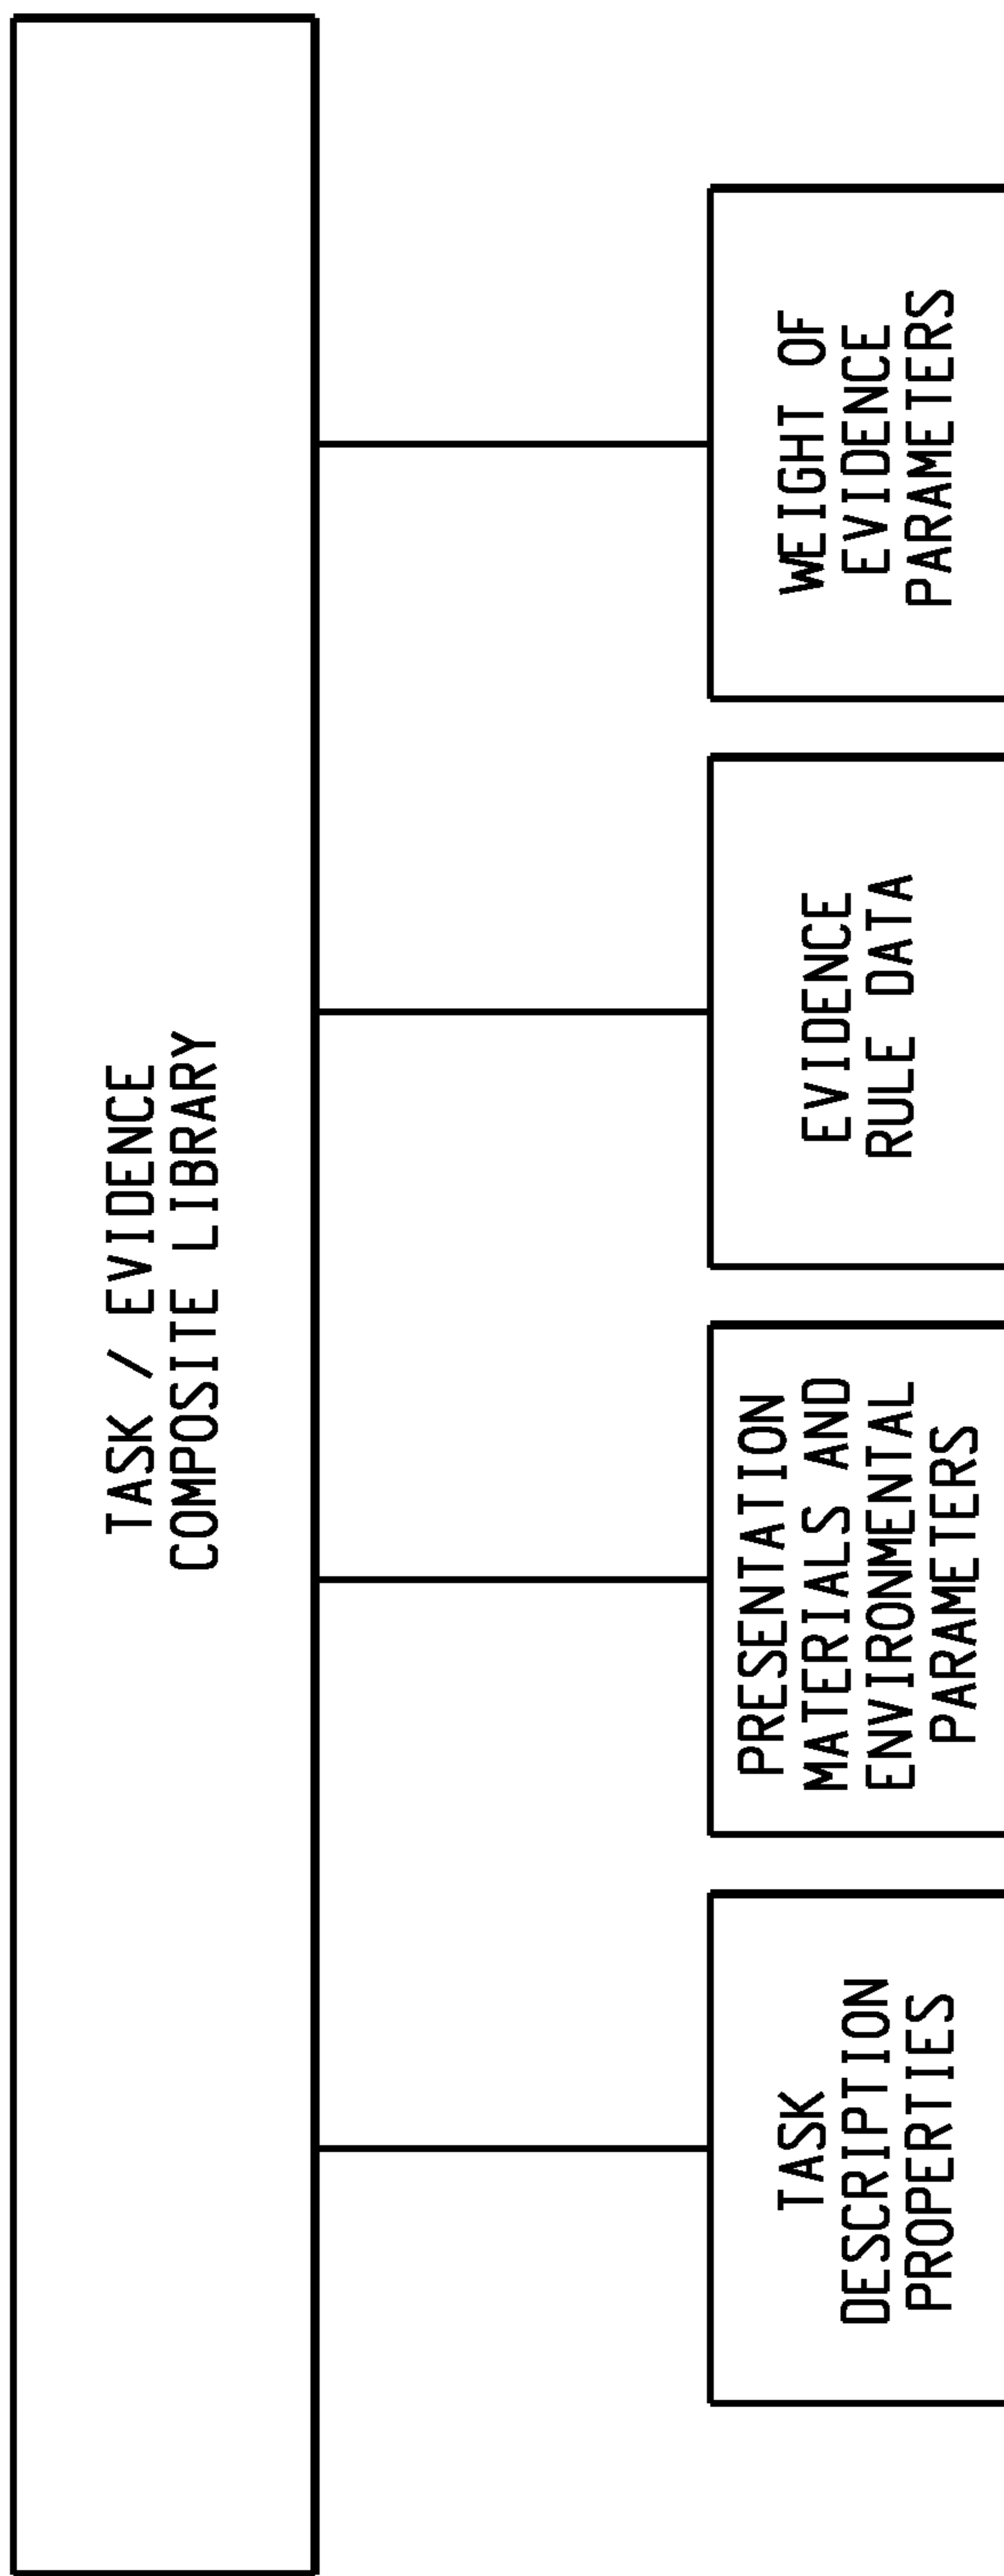 TASK / EVIDENCE
COMPOSITE LIBRARY
TASK
DESCRIPTION
PROPERTIES
PRESENTATION
MATERIALS AND
ENVIRONMENTAL
PARAMETERS
EVIDENCE
RULE DATA
WEIGHT OF
EVIDENCE
PARAMETERS